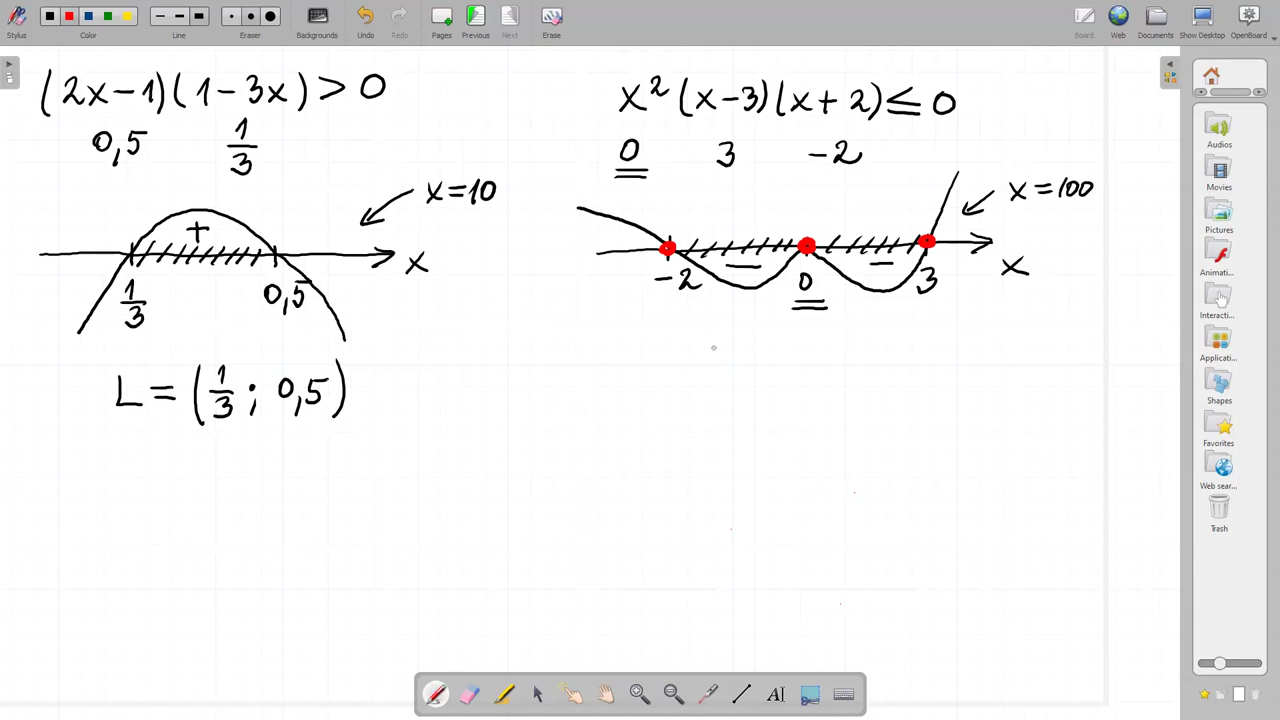 Stylus Color Line Eraser Backgrounds Undo Redo Pages Previous Next Erase Board Web Documents Show Desktop OpenBoard
(2x-1)(1-3x)>0
0,5 1/3
x=10
+
x
1/3 0,5
L=(1/3; 0,5)
x²(x-3)(x+2)≤0
0 3 -2
x=100
− −
-2 0 3 x
Audios
Movies
Pictures
Animati...
Interacti...
Applicati...
Shapes
Favorites
Web sear...
Trash
AI